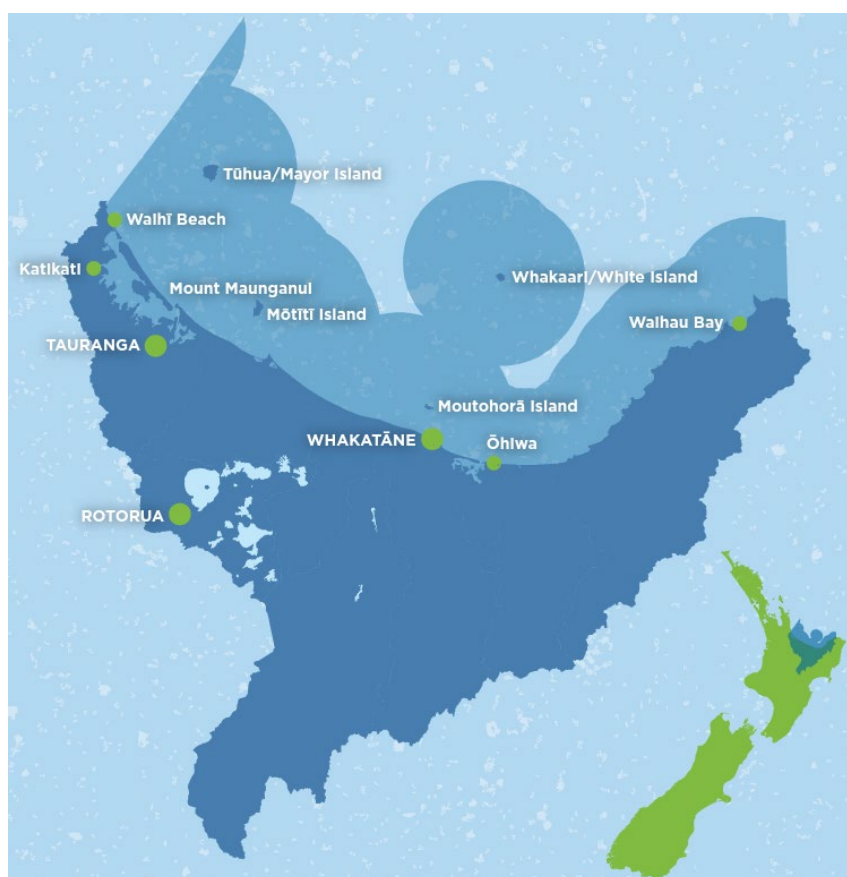 Tūhua/Mayor Island
Waihī Beach
Katikati
Whakaari/White Island
Mount Maunganui
Mōtītī Island
Waihau Bay
TAURANGA
Moutohorā Island
WHAKATĀNE
Ōhiwa
ROTORUA